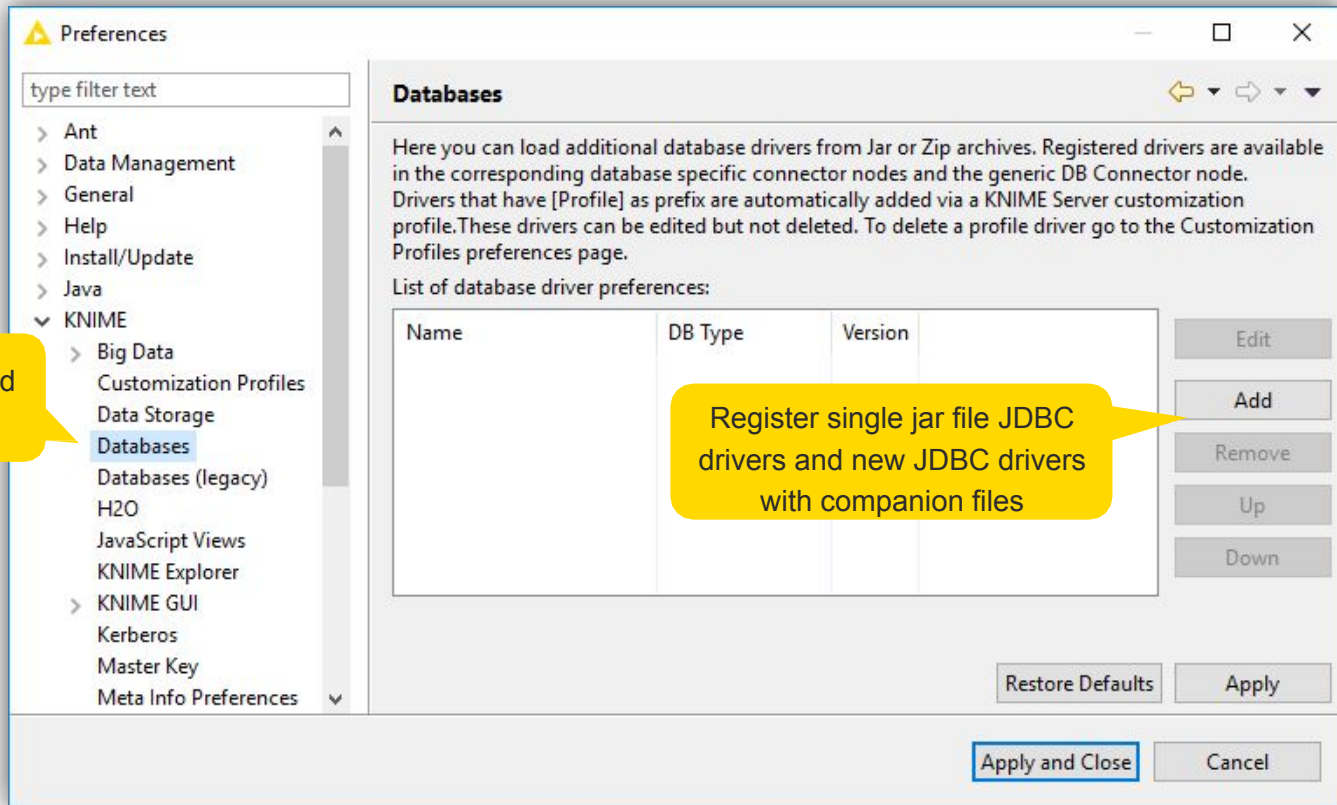 Preferences
type filter text
Ant
Data Management
General
Help
Install/Update
Java
KNIME
Big Data
Customization Profiles
Data Storage
Databases
Databases (legacy)
H2O
JavaScript Views
KNIME Explorer
KNIME GUI
Kerberos
Master Key
Meta Info Preferences
d
Databases
Here you can load additional database drivers from Jar or Zip archives. Registered drivers are available
in the corresponding database specific connector nodes and the generic DB Connector node.
Drivers that have [Profile] as prefix are automatically added via a KNIME Server customization
profile.These drivers can be edited but not deleted. To delete a profile driver go to the Customization
Profiles preferences page.
List of database driver preferences:
Name DB Type Version
Register single jar file JDBC
drivers and new JDBC drivers
with companion files
Edit
Add
Remove
Up
Down
Restore Defaults Apply
Apply and Close Cancel